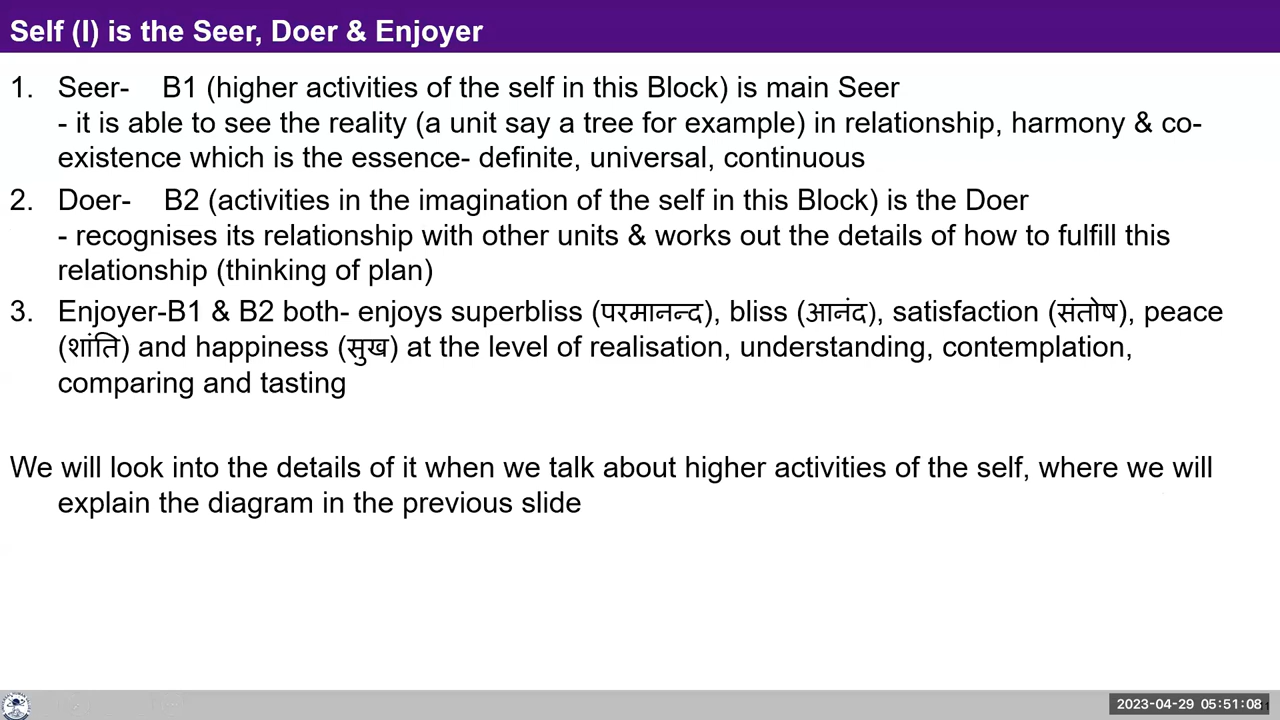 Self (I) is the Seer, Doer & Enjoyer
1. Seer- B1 (higher activities of the self in this Block) is main Seer
- it is able to see the reality (a unit say a tree for example) in relationship, harmony & co-
existence which is the essence- definite, universal, continuous
2. Doer- B2 (activities in the imagination of the self in this Block) is the Doer
- recognises its relationship with other units & works out the details of how to fulfill this
relationship (thinking of plan)
3. Enjoyer-B1 & B2 both- enjoys superbliss (परमानन्द), bliss (आनंद), satisfaction (संतोष), peace
(शांति) and happiness (सुख) at the level of realisation, understanding, contemplation,
comparing and tasting
We will look into the details of it when we talk about higher activities of the self, where we will
explain the diagram in the previous slide
2023-04-29 05:51:08